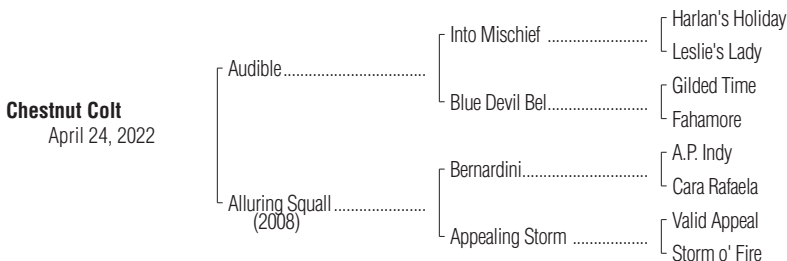 Chestnut Colt
April 24, 2022
Audible
Alluring Squall
(2008)
Into Mischief
Blue Devil Bel
Bernardini
Appealing Storm
Harlan's Holiday
Leslie's Lady
Gilded Time
Fahamore
A.P. Indy
Cara Rafaela
Valid Appeal
Storm o' Fire